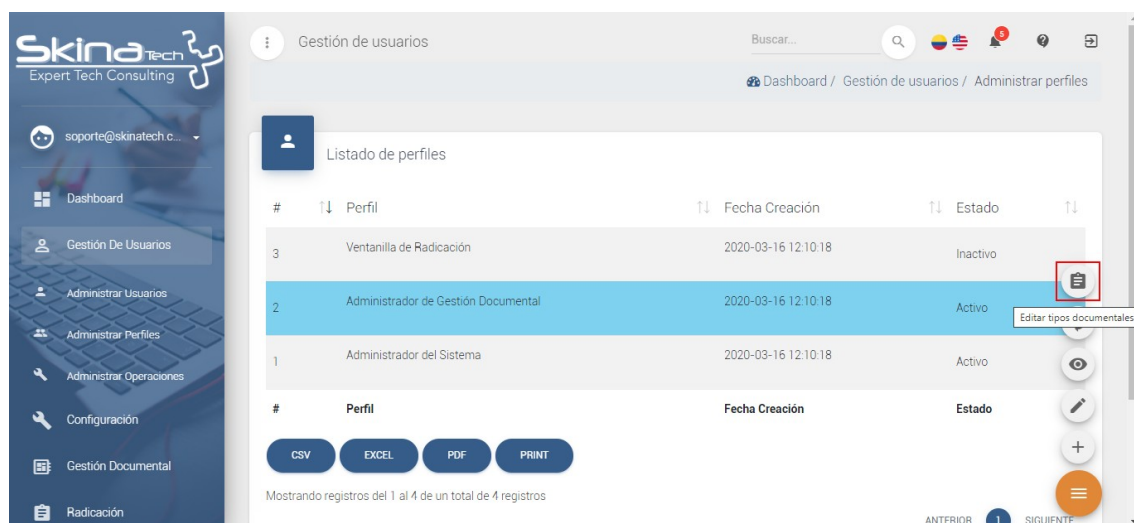 Skina Tech
Expert Tech Consulting
Gestión de usuarios
Buscar...
5
Dashboard / Gestión de usuarios / Administrar perfiles
soporte@skinatech.c...
Dashboard
Gestión De Usuarios
Administrar Usuarios
Administrar Perfiles
Administrar Operaciones
Configuración
Gestión Documental
Radicación
Listado de perfiles
# Perfil Fecha Creación Estado
3 Ventanilla de Radicación 2020-03-16 12:10:18 Inactivo
2 Administrador de Gestión Documental 2020-03-16 12:10:18 Activo
Editar tipos documentales
1 Administrador del Sistema 2020-03-16 12:10:18 Activo
# Perfil Fecha Creación Estado
CSV EXCEL PDF PRINT
Mostrando registros del 1 al 4 de un total de 4 registros
ANTERIOR 1 SIGUIENTE